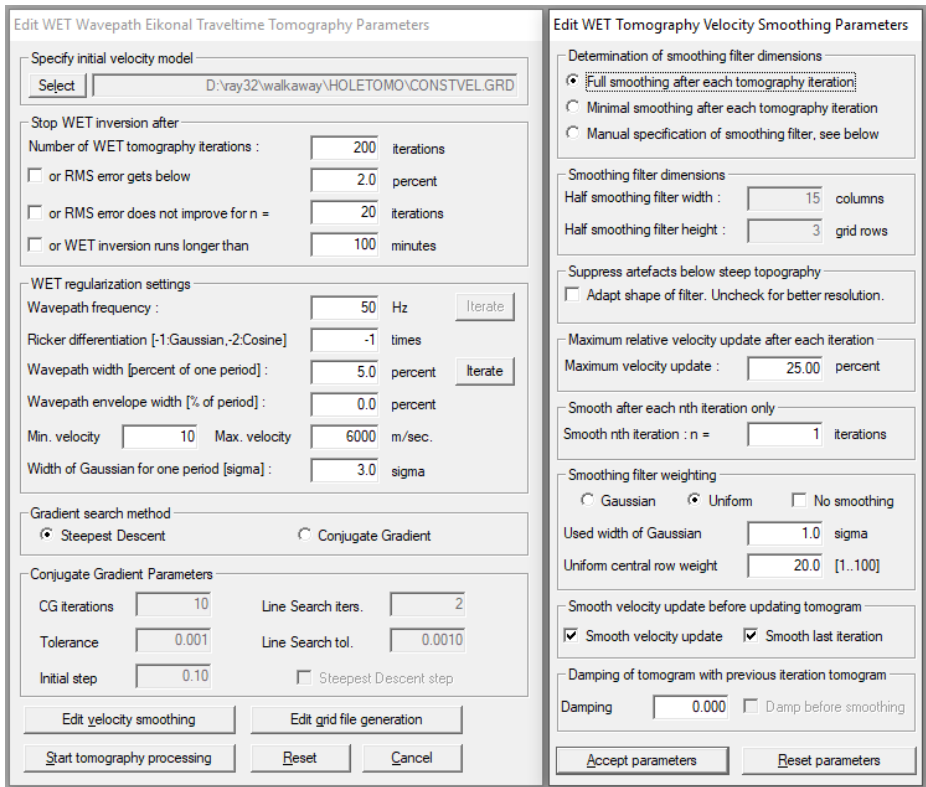 Edit WET Wavepath Eikonal Traveltime Tomography Parameters
Specify initial velocity model
Select D:\ray32\walkaway\HOLETOMO\CONSTVEL.GRD
Stop WET inversion after
Number of WET tomography iterations : 200 iterations
or RMS error gets below 2.0 percent
or RMS error does not improve for n = 20 iterations
or WET inversion runs longer than 100 minutes
WET regularization settings
Wavepath frequency : 50 Hz Iterate
Ricker differentiation [-1:Gaussian,-2:Cosine] -1 times
Wavepath width [percent of one period] : 5.0 percent Iterate
Wavepath envelope width [% of period] : 0.0 percent
Min. velocity 10 Max. velocity 6000 m/sec.
Width of Gaussian for one period [sigma] : 3.0 sigma
Gradient search method
Steepest Descent Conjugate Gradient
Conjugate Gradient Parameters
CG iterations 10 Line Search iters. 2
Tolerance 0.001 Line Search tol. 0.0010
Initial step 0.10 Steepest Descent step
Edit velocity smoothing Edit grid file generation
Start tomography processing Reset Cancel
Edit WET Tomography Velocity Smoothing Parameters
Determination of smoothing filter dimensions
Full smoothing after each tomography iteration
Minimal smoothing after each tomography iteration
Manual specification of smoothing filter, see below
Smoothing filter dimensions
Half smoothing filter width : 15 columns
Half smoothing filter height : 3 grid rows
Suppress artefacts below steep topography
Adapt shape of filter. Uncheck for better resolution.
Maximum relative velocity update after each iteration
Maximum velocity update : 25.00 percent
Smooth after each nth iteration only
Smooth nth iteration : n = 1 iterations
Smoothing filter weighting
Gaussian Uniform No smoothing
Used width of Gaussian 1.0 sigma
Uniform central row weight 20.0 [1..100]
Smooth velocity update before updating tomogram
Smooth velocity update Smooth last iteration
Damping of tomogram with previous iteration tomogram
Damping 0.000 Damp before smoothing
Accept parameters Reset parameters